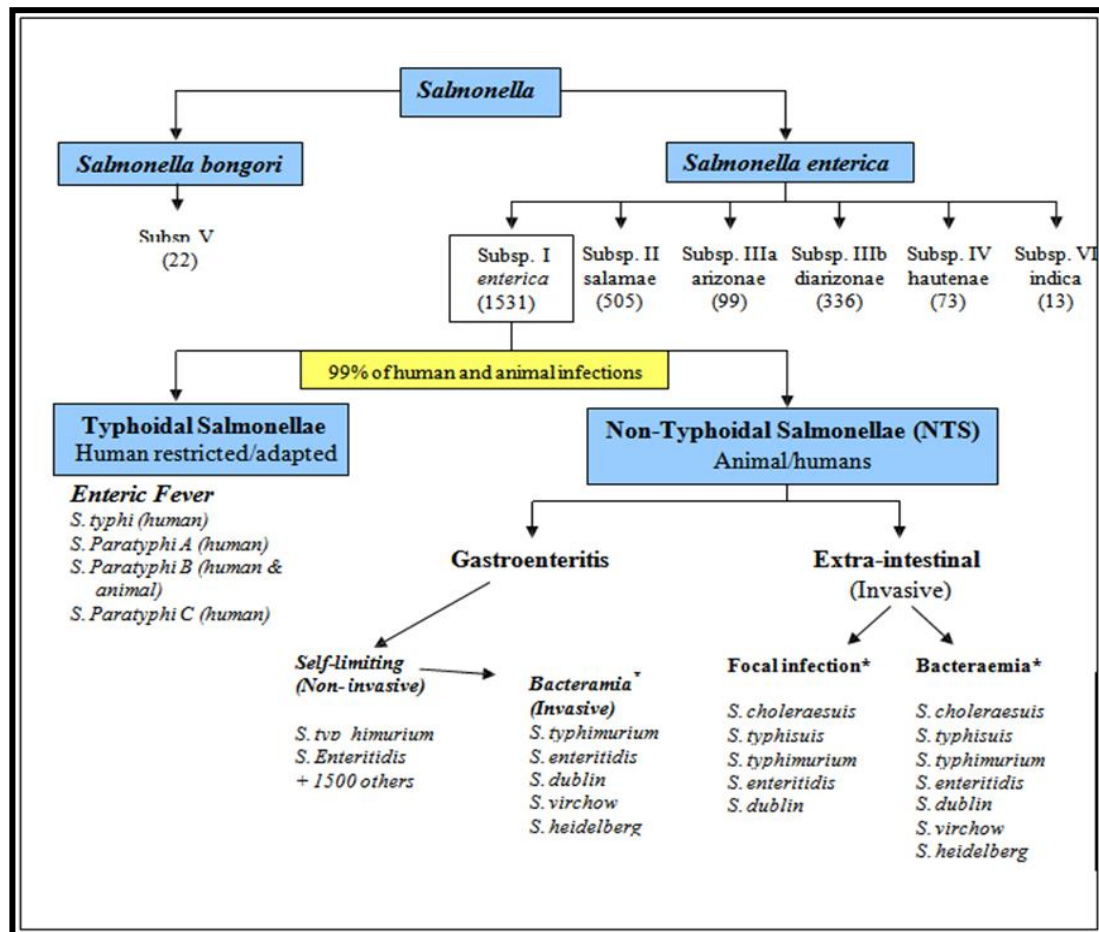 Salmonella
Salmonella bongori
Salmonella enterica
Subsp. V
(22)
Subsp. I
enterica
(1531)
Subsp. II
salamae
(505)
Subsp. IIIa
arizonae
(99)
Subsp. IIIb
diarizonae
(336)
Subsp. IV
hautenae
(73)
Subsp. VI
indica
(13)
99% of human and animal infections
Typhoidal Salmonellae
Human restricted/adapted
Non-Typhoidal Salmonellae (NTS)
Animal/humans
Enteric Fever
S. typhi (human)
S. Paratyphi A (human)
S. Paratyphi B (human &
animal)
S. Paratyphi C (human)
Gastroenteritis
Extra-intestinal
(Invasive)
Self-limiting
(Non-invasive)
S. typ himurium
S. Enteritidis
+ 1500 others
Bacteramia*
(Invasive)
S. typhimurium
S. enteritidis
S. dublin
S. virchow
S. heidelberg
Focal infection*
S. choleraesuis
S. typhisuis
S. typhimurium
S. enteritidis
S. dublin
Bacteraemia*
S. choleraesuis
S. typhisuis
S. typhimurium
S. enteritidis
S. dublin
S. virchow
S. heidelberg